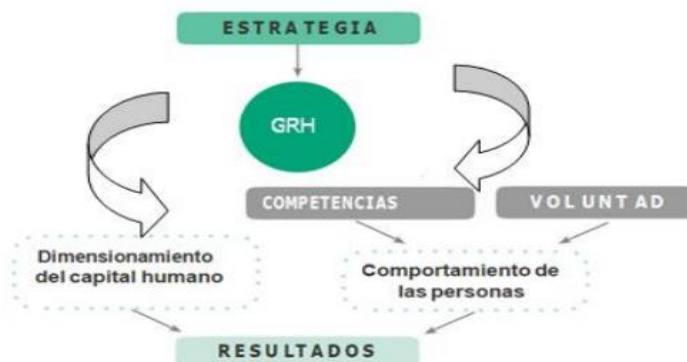 ESTRATEGIA
GRH
COMPETENCIAS
VOLUNTAD
Dimensionamiento
del capital humano
Comportamiento de
las personas
RESULTADOS